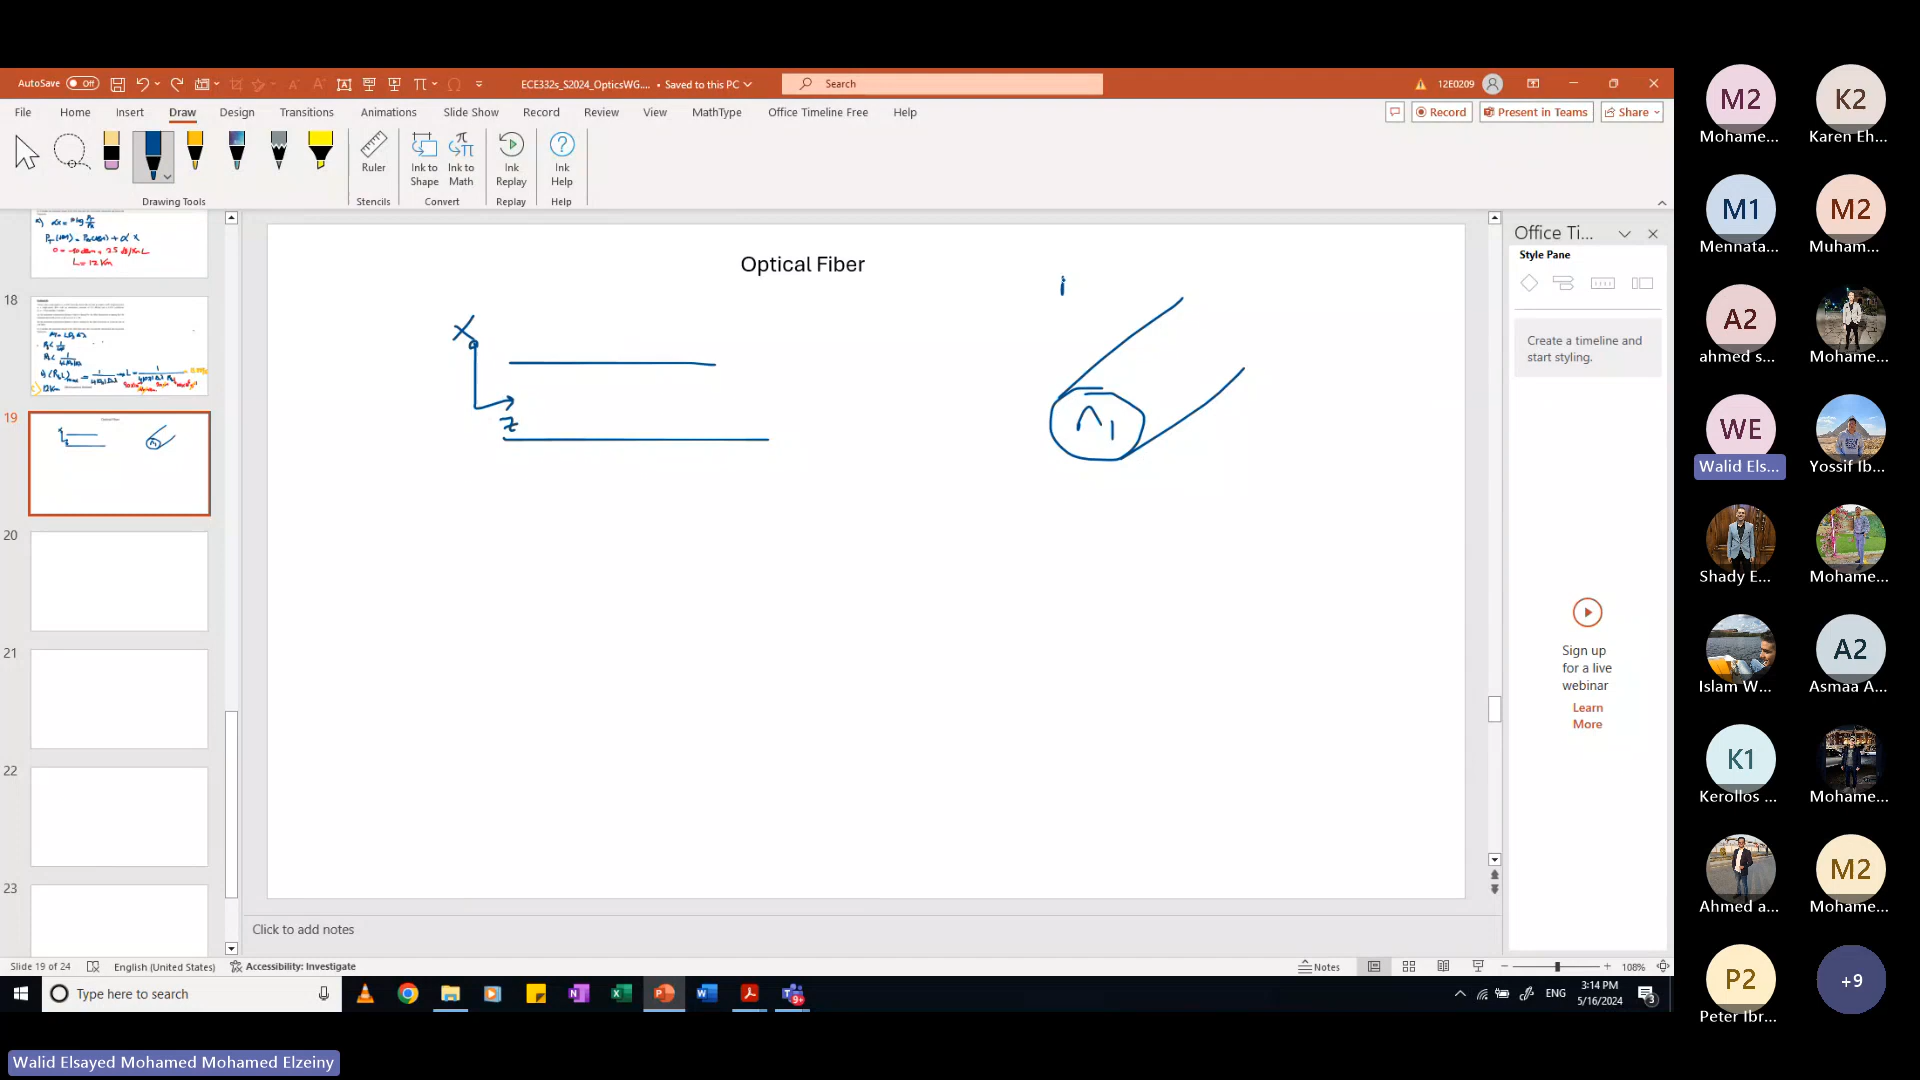 AutoSave Off
ECE332s_S2024_OpticsWG.... • Saved to this PC
Search
12E0209
File Home Insert Draw Design Transitions Animations Slide Show Record Review View MathType Office Timeline Free Help
Record
Present in Teams
Share
Ruler
Ink to Shape
Ink to Math
Ink Replay
Ink Help
Drawing Tools
Stencils
Convert
Replay
Help
L = 12 Km
18
12 Km
19
20
21
22
23
Optical Fiber
X
z
n1
i
Office Ti...
Style Pane
Create a timeline and
start styling.
Sign up
for a live
webinar
Learn
More
Click to add notes
Slide 19 of 24
English (United States)
Accessibility: Investigate
Notes
108%
Type here to search
ENG
3:14 PM
5/16/2024
3
9+
M2
Mohame...
K2
Karen Eh...
M1
Mennata...
M2
Muham...
A2
ahmed s...
Mohame...
WE
Walid Els...
Yossif Ib...
Shady E...
Mohame...
Islam W...
A2
Asmaa A...
K1
Kerollos ...
Mohame...
Ahmed a...
M2
Mohame...
P2
Peter Ibr...
+9
Walid Elsayed Mohamed Mohamed Elzeiny